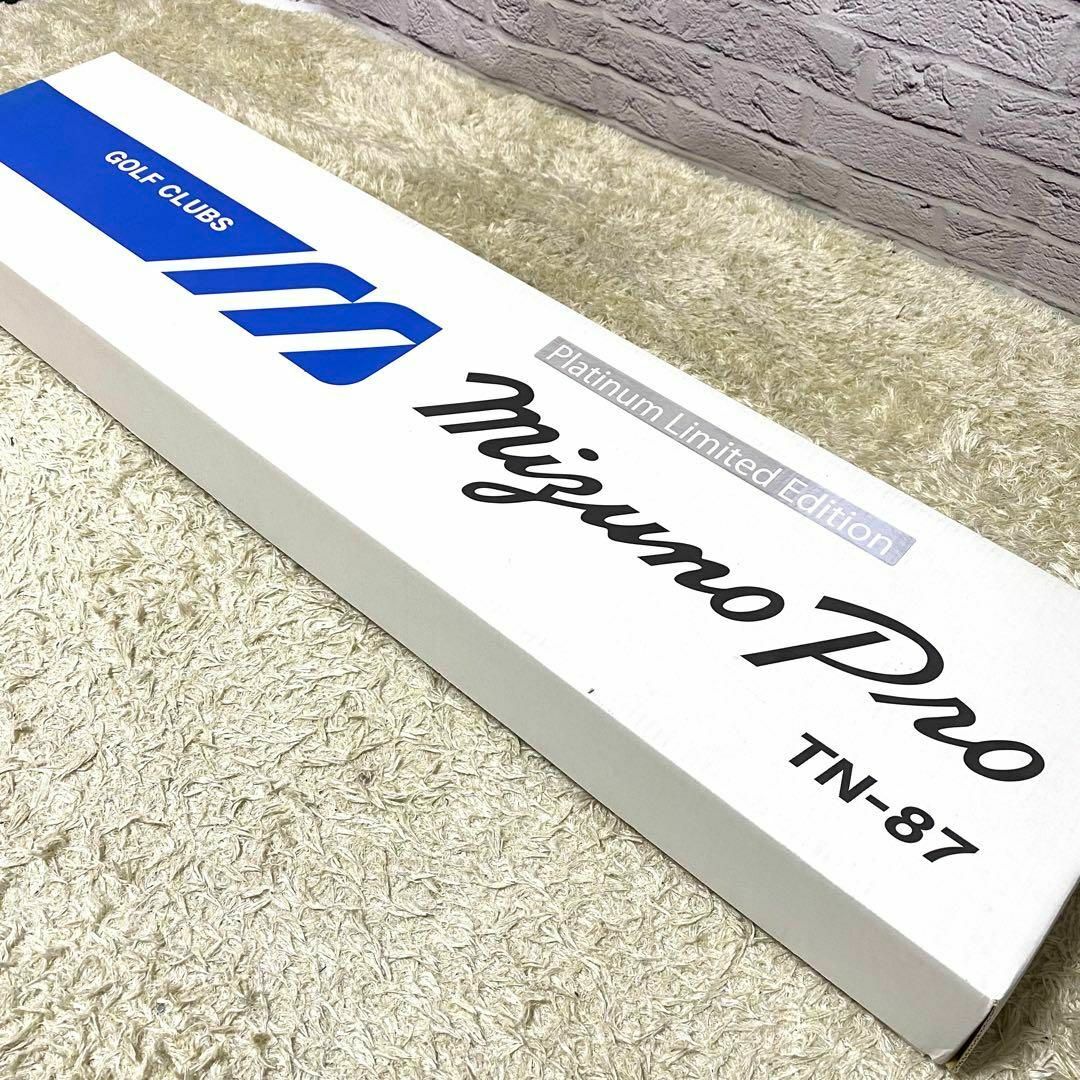 GOLF CLUBS
Platinum Limited Edition
Mizuno Pro
TN-87